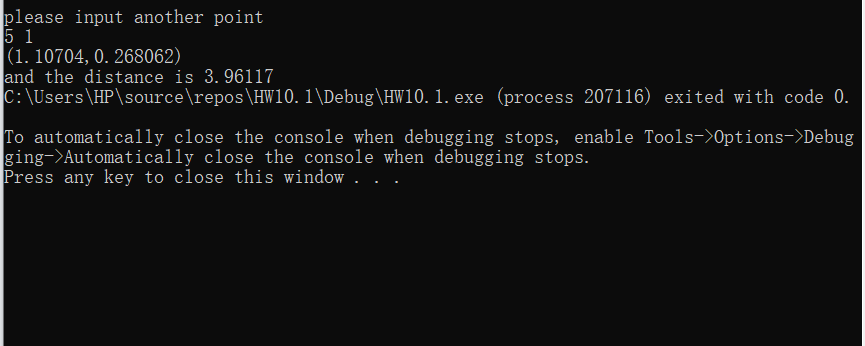 please input another point
5 1
(1.10704,0.268062)
and the distance is 3.96117
C:\Users\HP\source\repos\HW10.1\Debug\HW10.1.exe (process 207116) exited with code 0.
To automatically close the console when debugging stops, enable Tools->Options->Debug
ging->Automatically close the console when debugging stops.
Press any key to close this window . . .